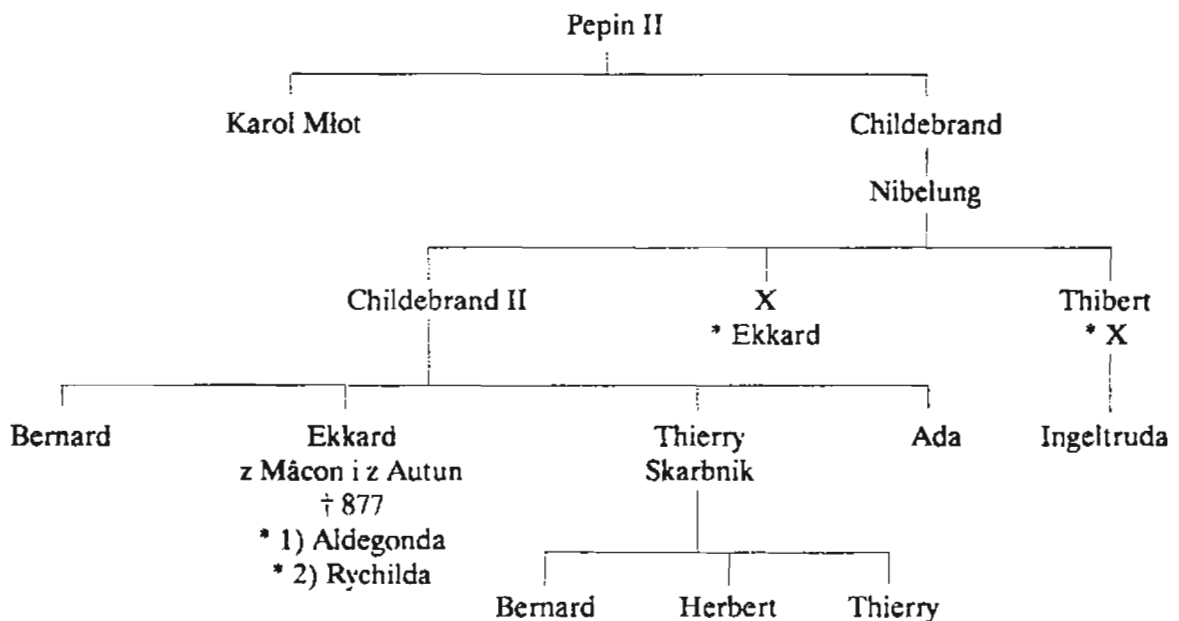 Pepin II
Karol Młot Childebrand
Nibelung
Childebrand II X Thibert
* Ekkard * X
Bernard Ekkard Thierry Ada Ingeltruda
z Mâcon i z Autun Skarbnik
† 877
* 1) Aldegonda
* 2) Rychilda
Bernard Herbert Thierry